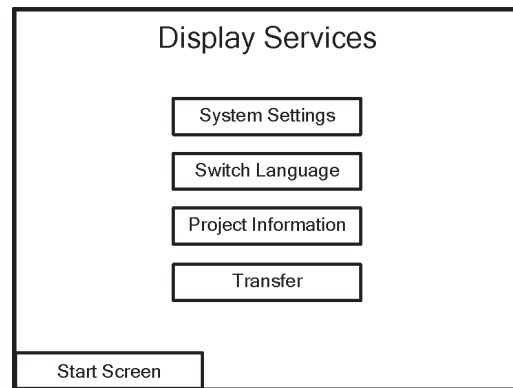 Display Services
System Settings
Switch Language
Project Information
Transfer
Start Screen